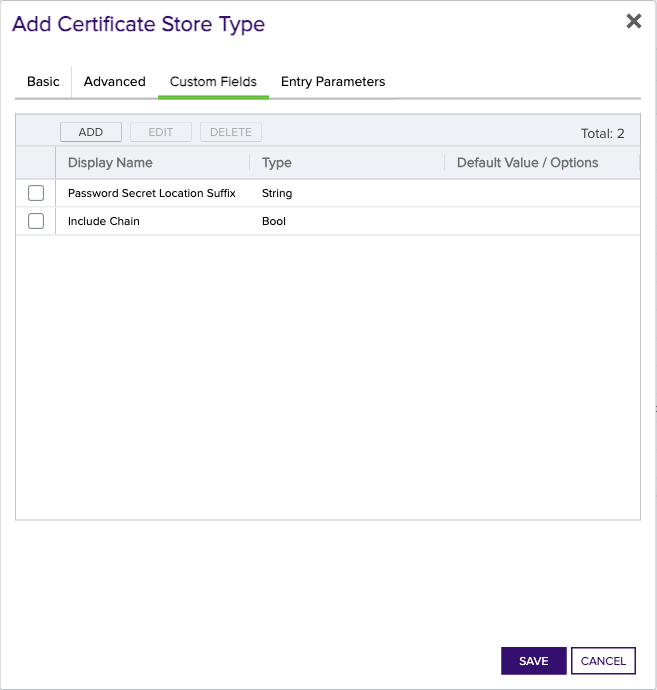 Add Certificate Store Type
Basic Advanced Custom Fields Entry Parameters
ADD EDIT DELETE Total: 2
Display Name Type Default Value / Options
Password Secret Location Suffix String
Include Chain Bool
SAVE CANCEL